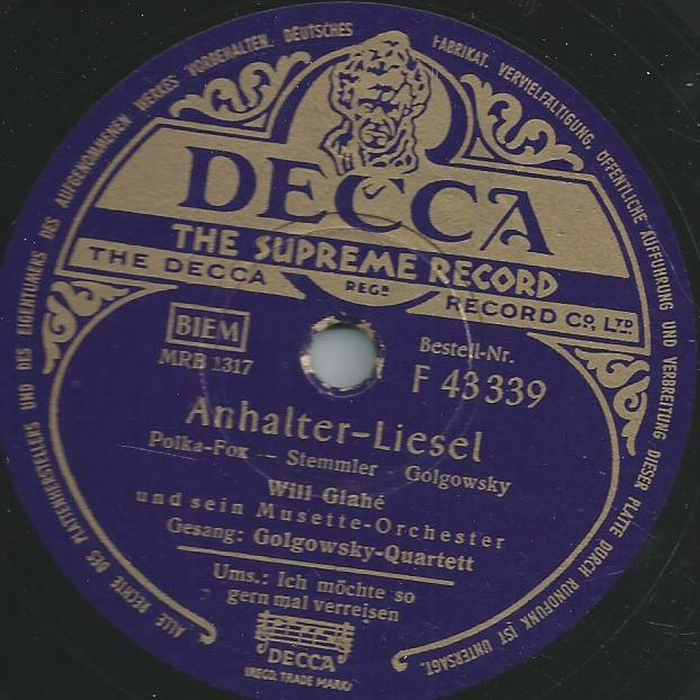 ALLE RECHTE DES PLATTENHERSTELLERS UND DES EIGENTÜMERS DES AUFGENOMMENEN WERKES VORBEHALTEN. DEUTSCHES FABRIKAT. VERVIELFÄLTIGUNG, ÖFFENTLICHE AUFFÜHRUNG UND VERBREITUNG DIESER PLATTE DURCH RUNDFUNK IST UNTERSAGT.
DECCA
THE SUPREME RECORD
THE DECCA REGD RECORD CO., LTD.
BIEM
MRB 1317
Bestell-Nr.
F 43339
Anhalter-Liesel
Polka-Fox — Stemmler - Golgowsky
Will Glahé
und sein Musette-Orchester
Gesang: Golgowsky-Quartett
Ums.: Ich möchte so
gern mal verreisen
DECCA
(REGD. TRADE MARK)